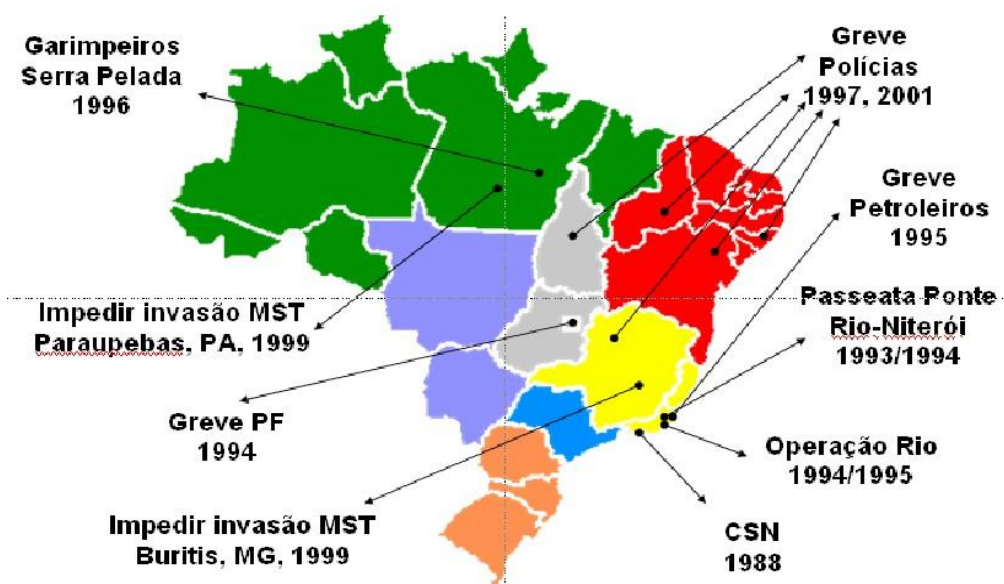 Garimpeiros
Serra Pelada
1996
Greve
Polícias
1997, 2001
Greve
Petroleiros
1995
Impedir invasão MST
Paraupebas, PA, 1999
Passeata Ponte
Rio-Niterói
1993/1994
Greve PF
1994
Operação Rio
1994/1995
Impedir invasão MST
Buritis, MG, 1999
CSN
1988